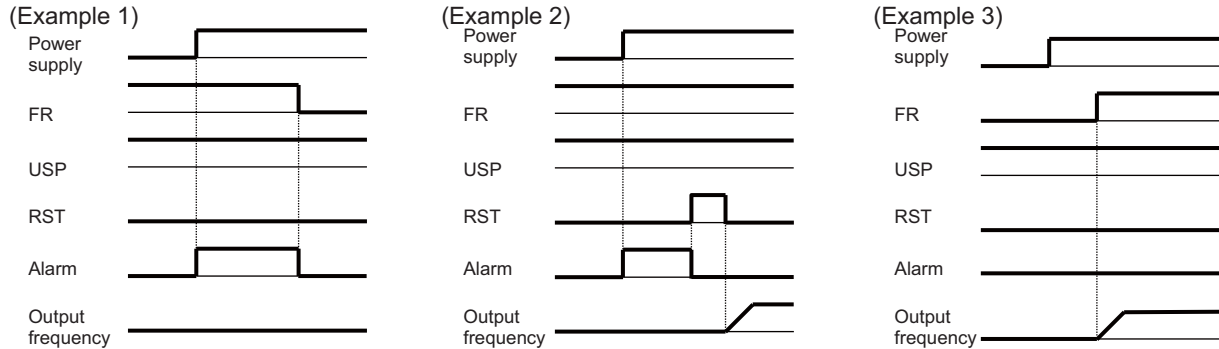 (Example 1)
Power
supply
FR
USP
RST
Alarm
Output
frequency
(Example 2)
Power
supply
FR
USP
RST
Alarm
Output
frequency
(Example 3)
Power
supply
FR
USP
RST
Alarm
Output
frequency